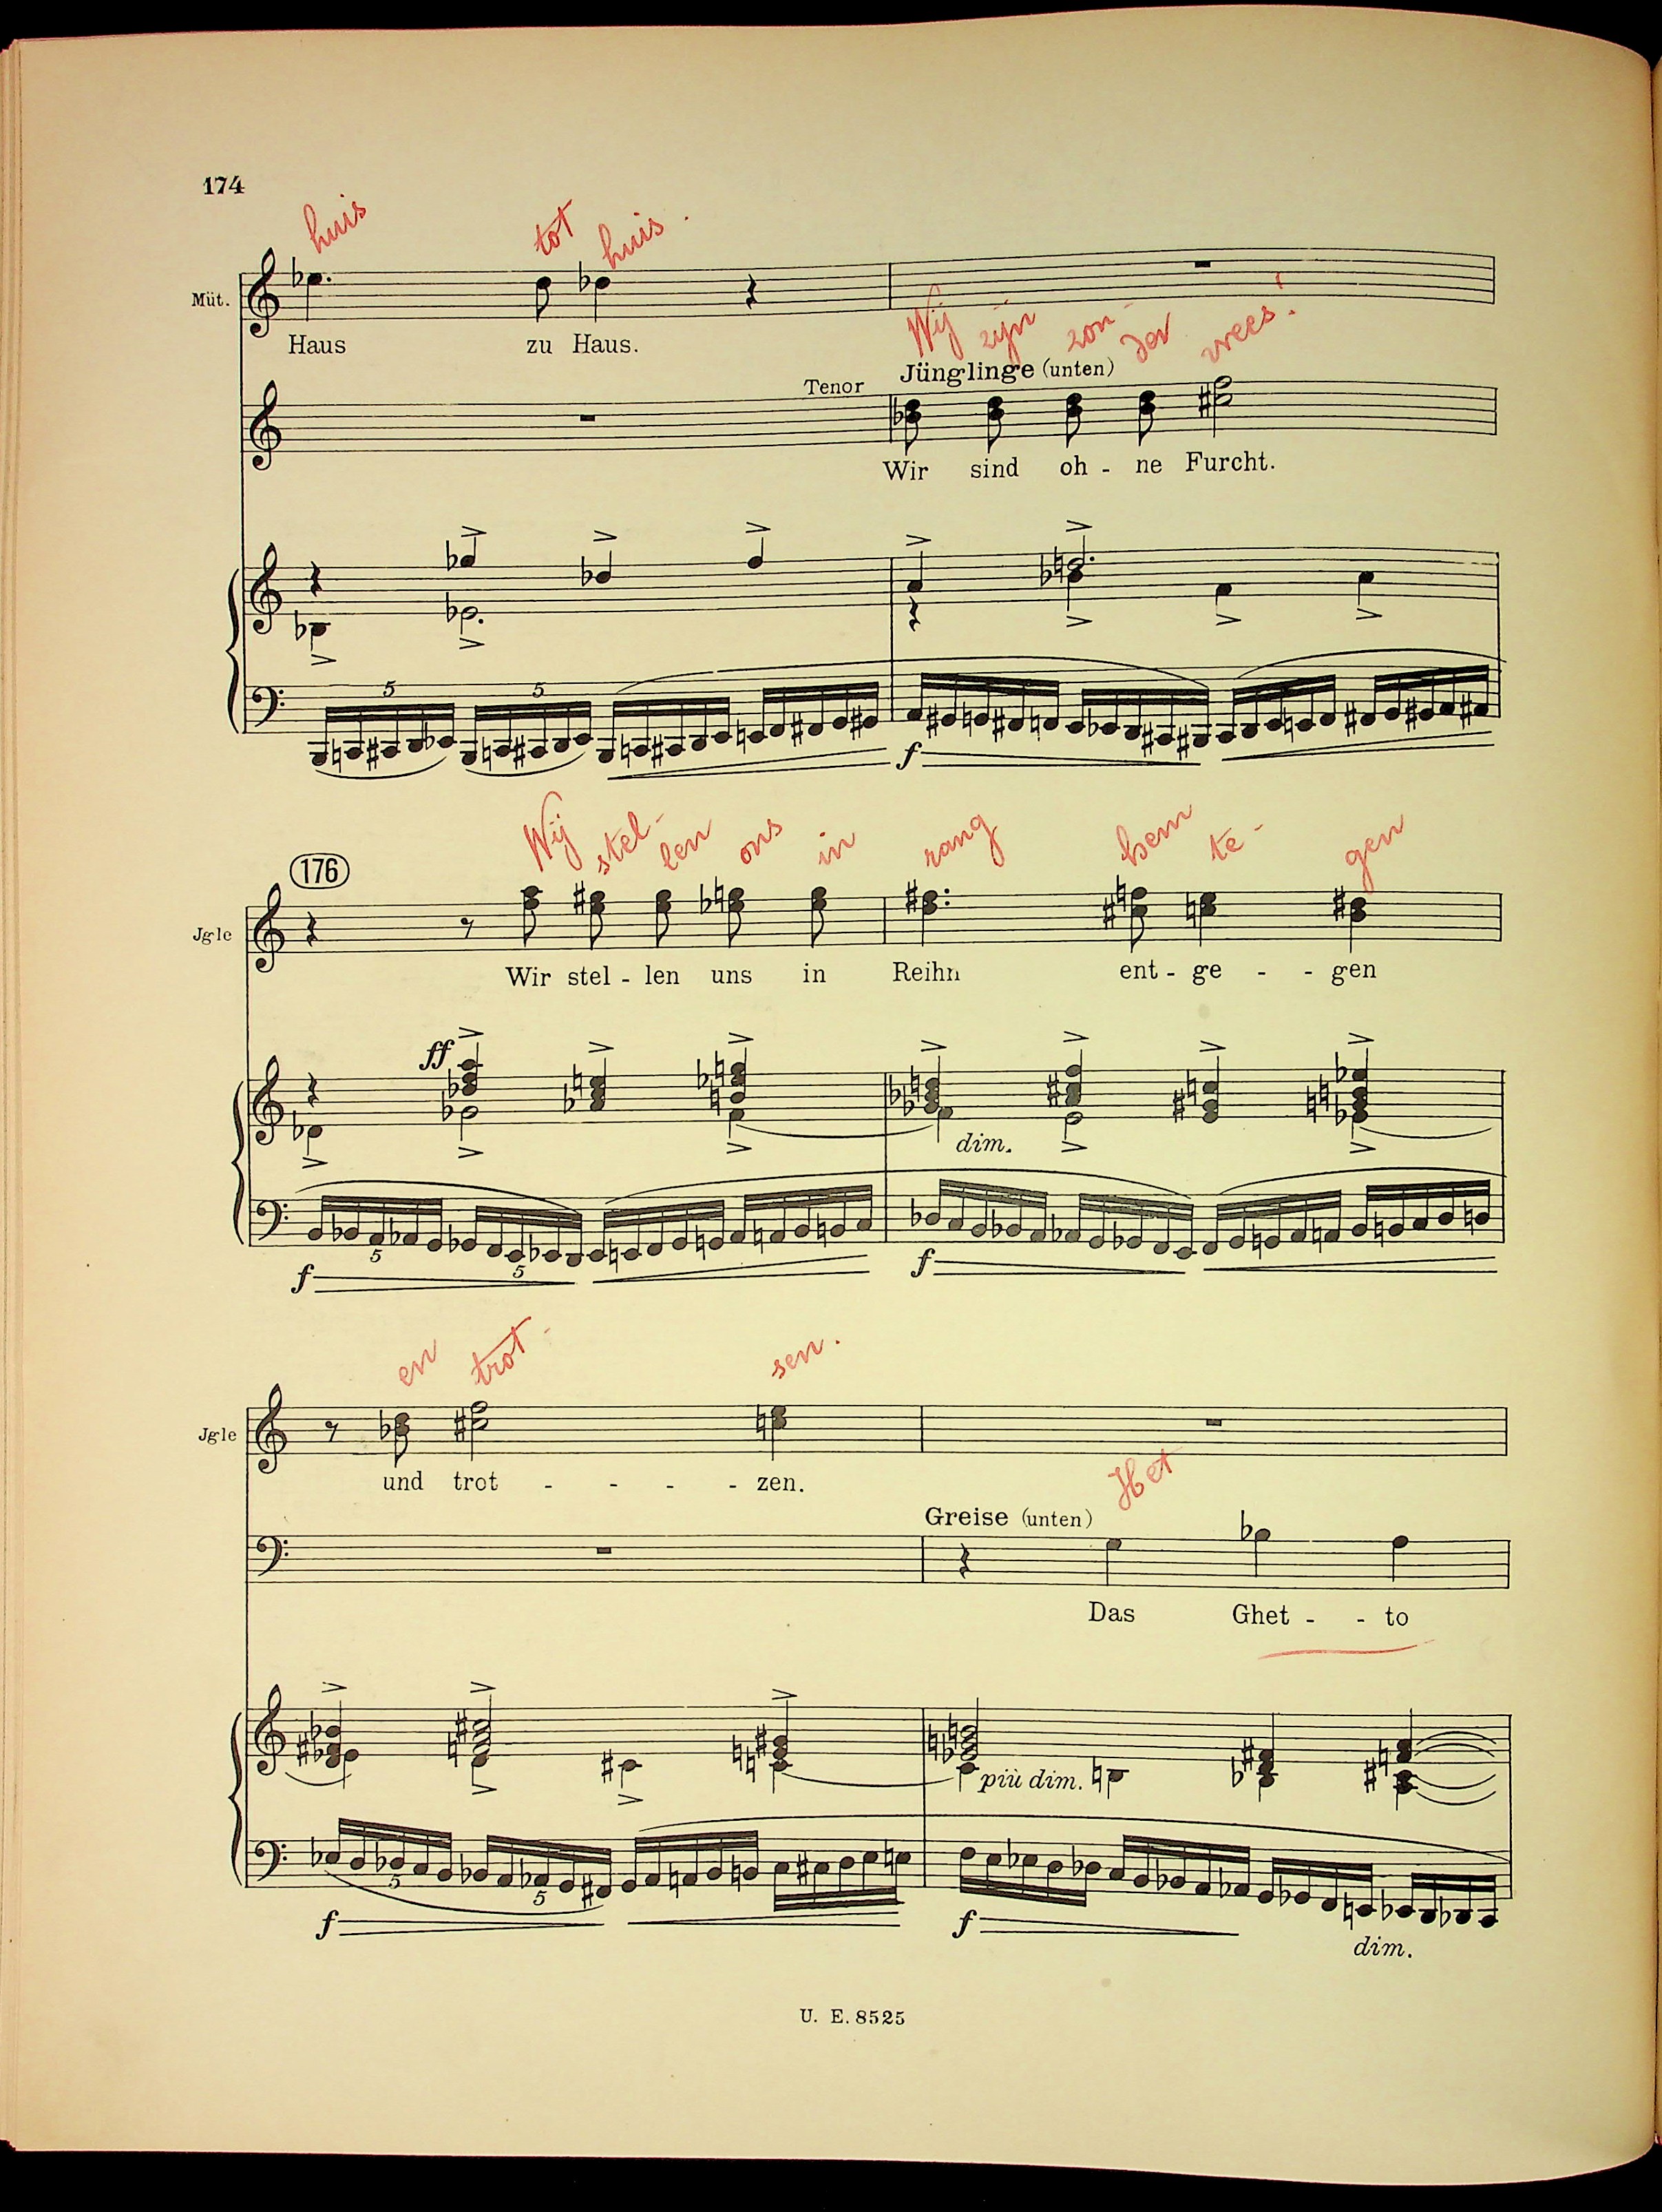 174
huis tot huis.
Müt.
Haus zu Haus.
Wij zijn zon- der vrees!
Tenor Jünglinge (unten)
Wir sind oh - ne Furcht.
5 5
f
Wij stel- len ons in rang hem te- gen
176
Jgle
Wir stel - len uns in Reihn ent - ge - - gen
ff
dim.
5 5
f f
en trot- sen.
Jgle
und trot - - - - zen.
Het
Greise (unten)
Das Ghet - - to
più dim.
5 5
f f
dim.
U. E. 8525